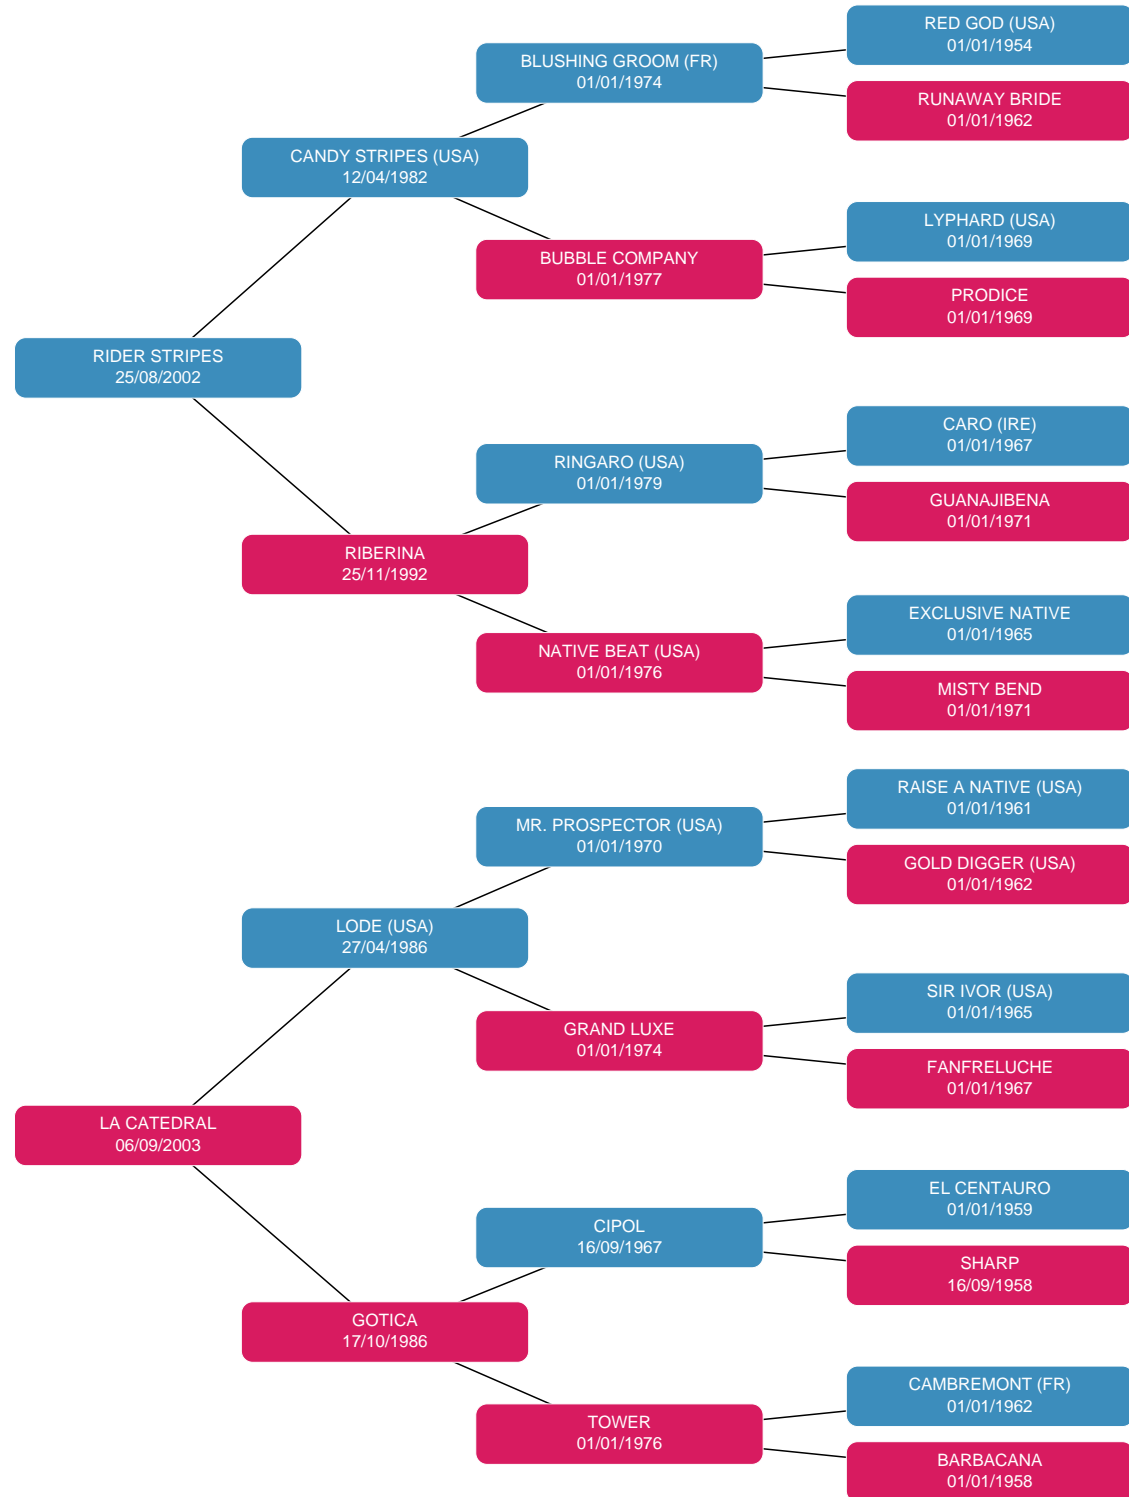 RED GOD (USA)
01/01/1954
BLUSHING GROOM (FR)
01/01/1974
RUNAWAY BRIDE
01/01/1962
CANDY STRIPES (USA)
12/04/1982
LYPHARD (USA)
01/01/1969
BUBBLE COMPANY
01/01/1977
PRODICE
01/01/1969
RIDER STRIPES
25/08/2002
CARO (IRE)
01/01/1967
RINGARO (USA)
01/01/1979
GUANAJIBENA
01/01/1971
RIBERINA
25/11/1992
EXCLUSIVE NATIVE
01/01/1965
NATIVE BEAT (USA)
01/01/1976
MISTY BEND
01/01/1971
RAISE A NATIVE (USA)
01/01/1961
MR. PROSPECTOR (USA)
01/01/1970
GOLD DIGGER (USA)
01/01/1962
LODE (USA)
27/04/1986
SIR IVOR (USA)
01/01/1965
GRAND LUXE
01/01/1974
FANFRELUCHE
01/01/1967
LA CATEDRAL
06/09/2003
EL CENTAURO
01/01/1959
CIPOL
16/09/1967
SHARP
16/09/1958
GOTICA
17/10/1986
CAMBREMONT (FR)
01/01/1962
TOWER
01/01/1976
BARBACANA
01/01/1958